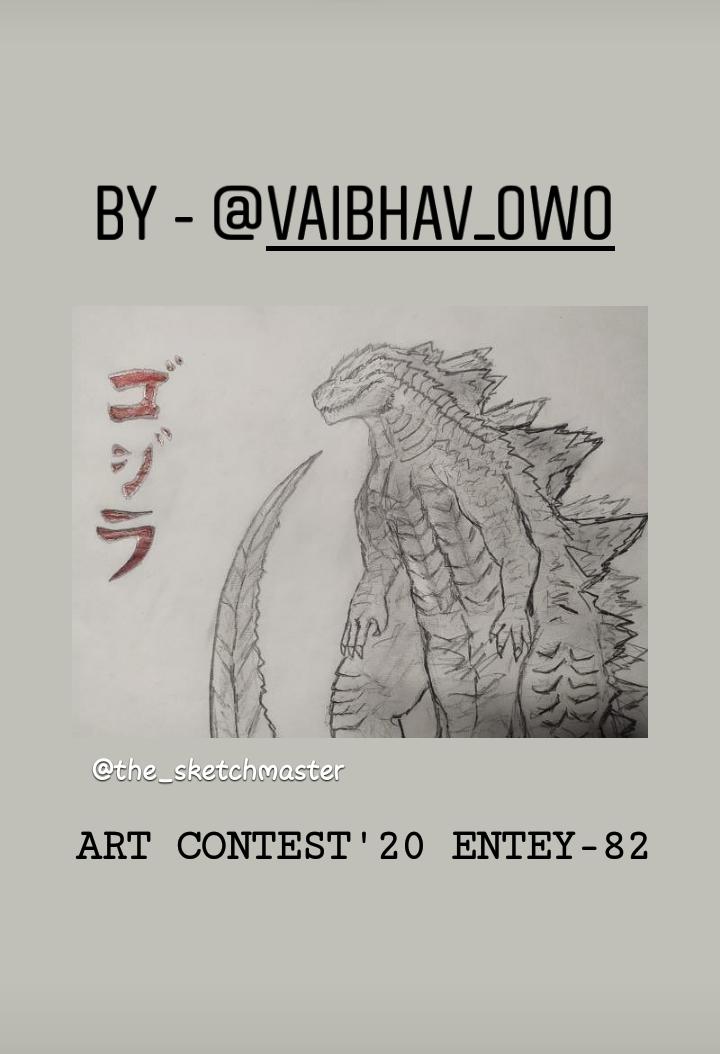 BY - @VAIBHAV_OWO
ゴジラ
@the_sketchmaster
ART CONTEST'20 ENTEY-82